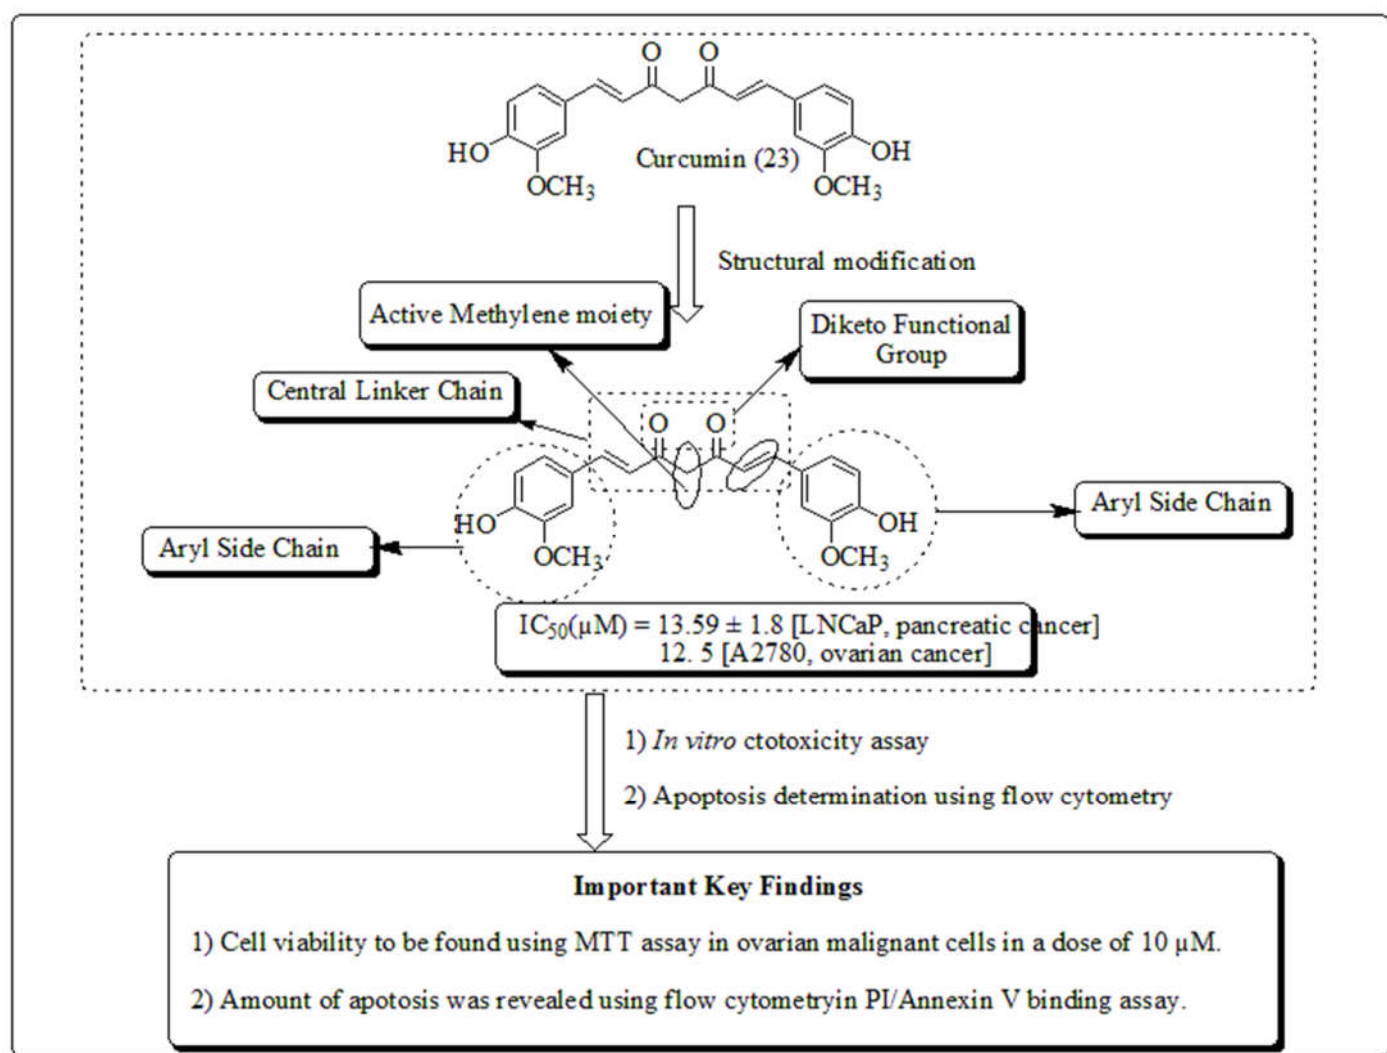 O O
HO OH
Curcumin (23)
OCH₃ OCH₃
Structural modification
Active Methylene moiety
Diketo Functional
Group
Central Linker Chain
O O
Aryl Side Chain
HO OH
OCH₃ OCH₃
Aryl Side Chain
IC₅₀(µM) = 13.59 ± 1.8 [LNCaP, pancreatic cancer]
12. 5 [A2780, ovarian cancer]
1) In vitro ctotoxicity assay
2) Apoptosis determination using flow cytometry
Important Key Findings
1) Cell viability to be found using MTT assay in ovarian malignant cells in a dose of 10 µM.
2) Amount of apotosis was revealed using flow cytometryin PI/Annexin V binding assay.